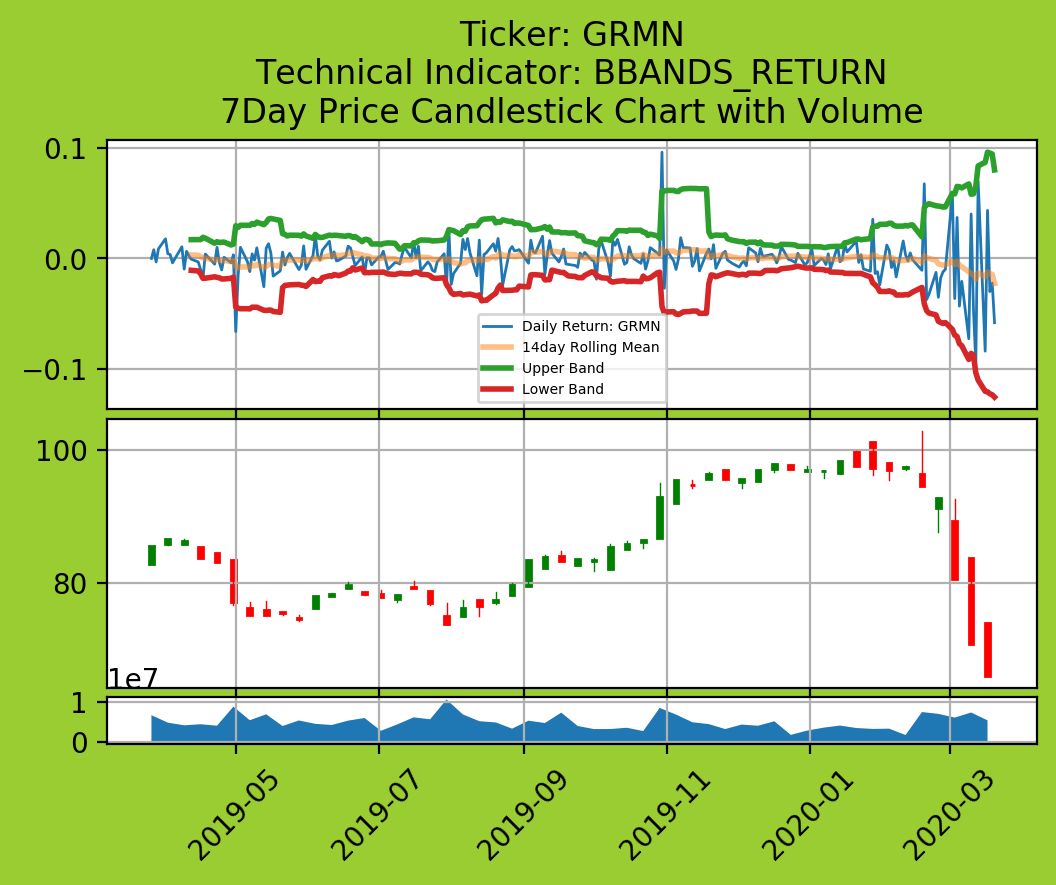 Ticker: GRMN
Technical Indicator: BBANDS_RETURN
7Day Price Candlestick Chart with Volume
0.1
0.0
−0.1
Daily Return: GRMN
14day Rolling Mean
Upper Band
Lower Band
100
80
1e7
1
0
2019-05
2019-07
2019-09
2019-11
2020-01
2020-03